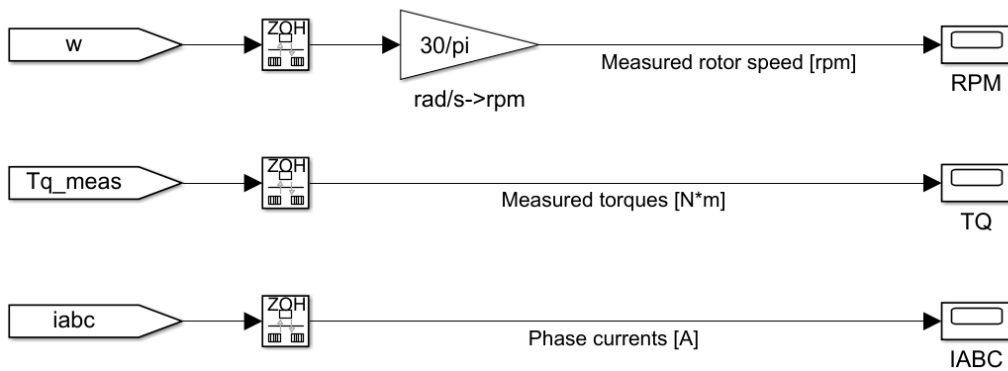 w
ZOH
30/pi
rad/s->rpm
Measured rotor speed [rpm]
RPM
Tq_meas
ZOH
Measured torques [N*m]
TQ
iabc
ZOH
Phase currents [A]
IABC